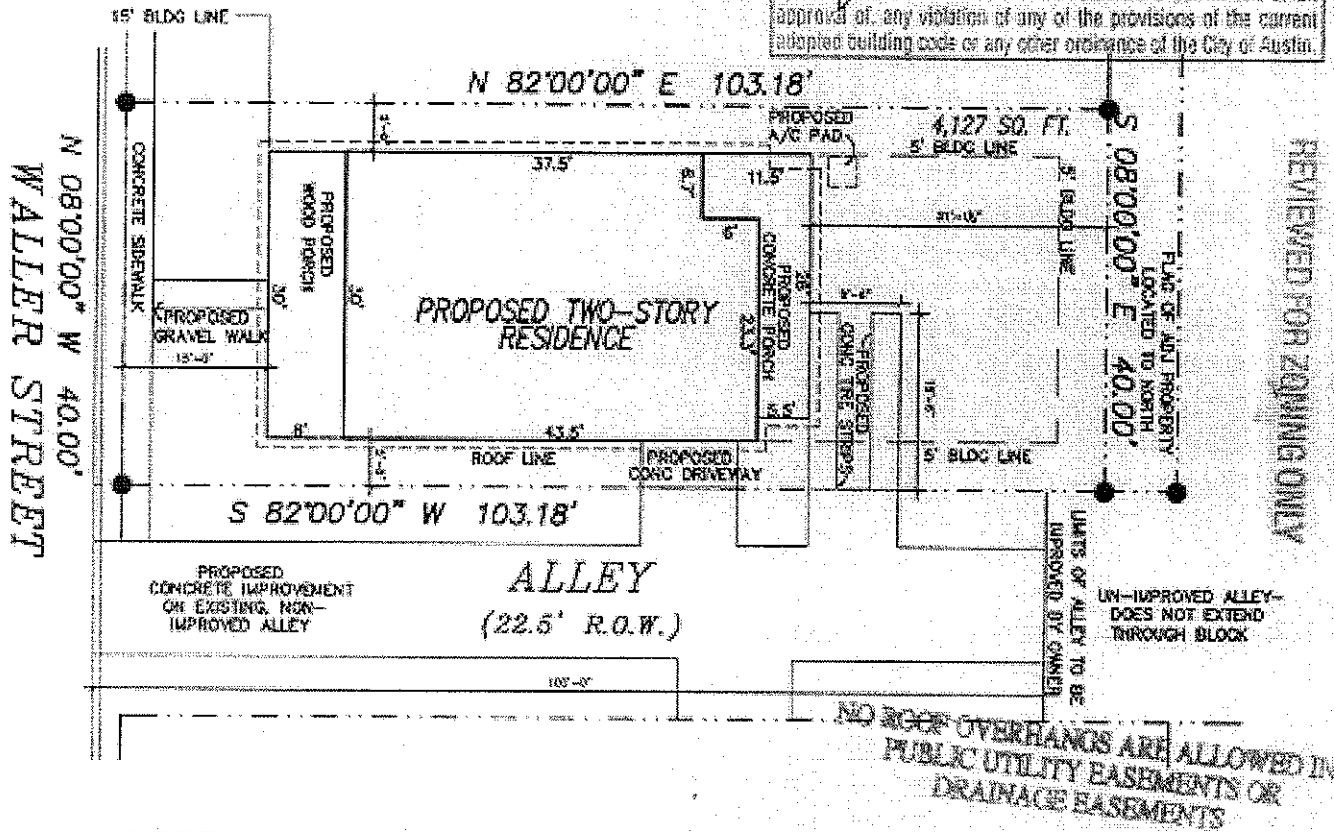 15' BLDG LINE
approval of, any violation of any of the provisions of the current
adopted building code or any other ordinance of the City of Austin.
N 82°00'00" E 103.18'
PROPOSED
A/C PAD
4,127 SQ. FT.
5' BLDG LINE
5' BLDG LINE
S 08°00'00" E 40.00'
FLAG OF ADJ PROPERTY
LOCATED TO NORTH
REVIEWED FOR ZONING ONLY
N 08°00'00" W 40.00'
WALLER STREET
CONCRETE SIDEWALK
PROPOSED
WOOD PORCH
37.5'
6.7'
11.5'
6'
30'
30'
PROPOSED TWO-STORY
RESIDENCE
23.3'
PROPOSED
CONCRETE PORCH
PROPOSED
CONC TIRE STRIPS
PROPOSED
GRAVEL WALK
8'
43.5'
ROOF LINE
PROPOSED
CONC DRIVEWAY
5' BLDG LINE
S 82°00'00" W 103.18'
PROPOSED
CONCRETE IMPROVEMENT
ON EXISTING, NON-
IMPROVED ALLEY
ALLEY
(22.5' R.O.W.)
LIMITS OF ALLEY TO BE
IMPROVED BY OWNER
UN-IMPROVED ALLEY-
DOES NOT EXTEND
THROUGH BLOCK
NO ROOF OVERHANGS ARE ALLOWED IN
PUBLIC UTILITY EASEMENTS OR
DRAINAGE EASEMENTS